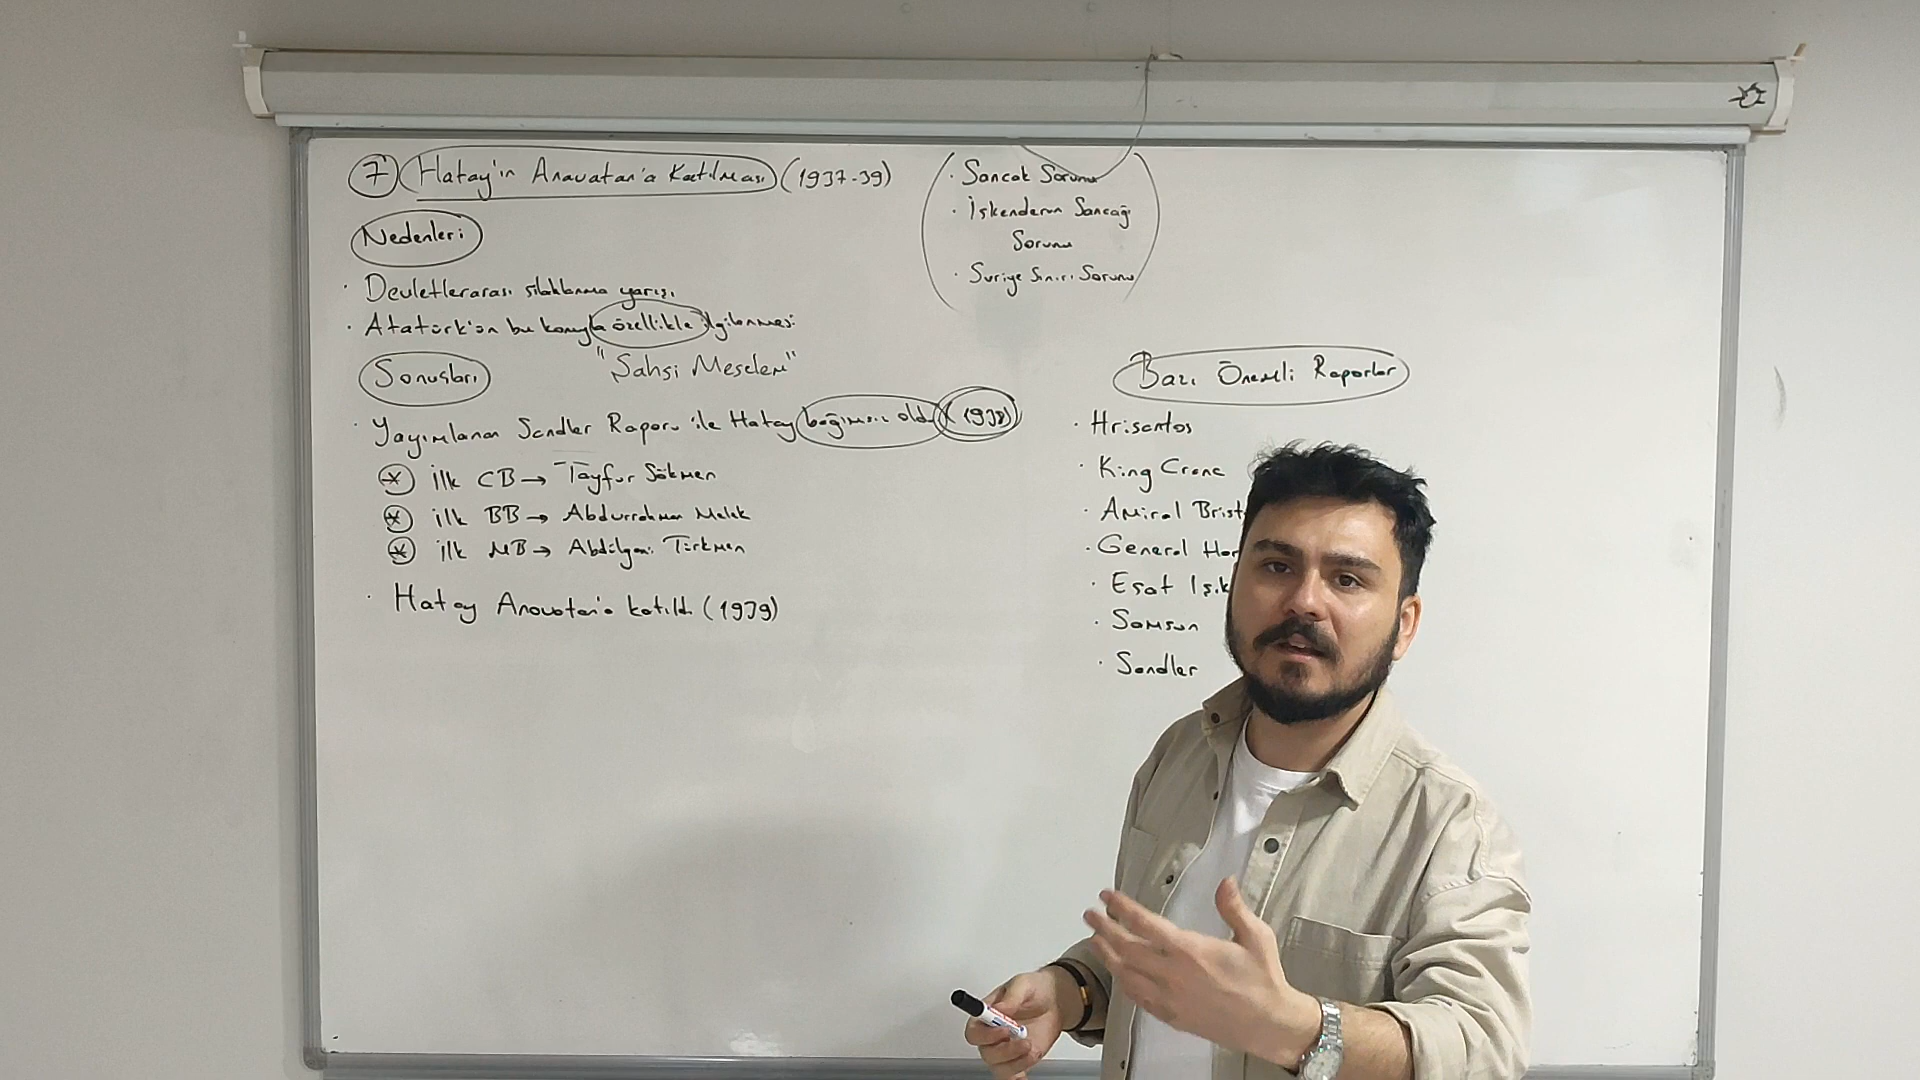 7 Hatay'ın Anavatan'a Katılması (1937-39)
Nedenleri
· Devletlerarası silahlanma yarışı
· Atatürk'ün bu konuyla özellikle ilgilenmesi
"Şahsi Meselem"
Sonuçları
· Yayımlanan Sandler Raporu ile Hatay bağımsız oldu (1938)
* İlk CB → Tayfur Sökmen
* ilk BB → Abdurrahman Melek
* ilk MB → Abdülgani Türkmen
· Hatay Anavatan'a katıldı (1939)
· Sancak Sorunu
· İskenderun Sancağı
Sorunu
· Suriye Sınırı Sorunu
Bazı Önemli Raporlar
· Hrisantos
· King Crane
· Amiral Brist
· General Har
· Esat Işık
· Samsun
· Sandler